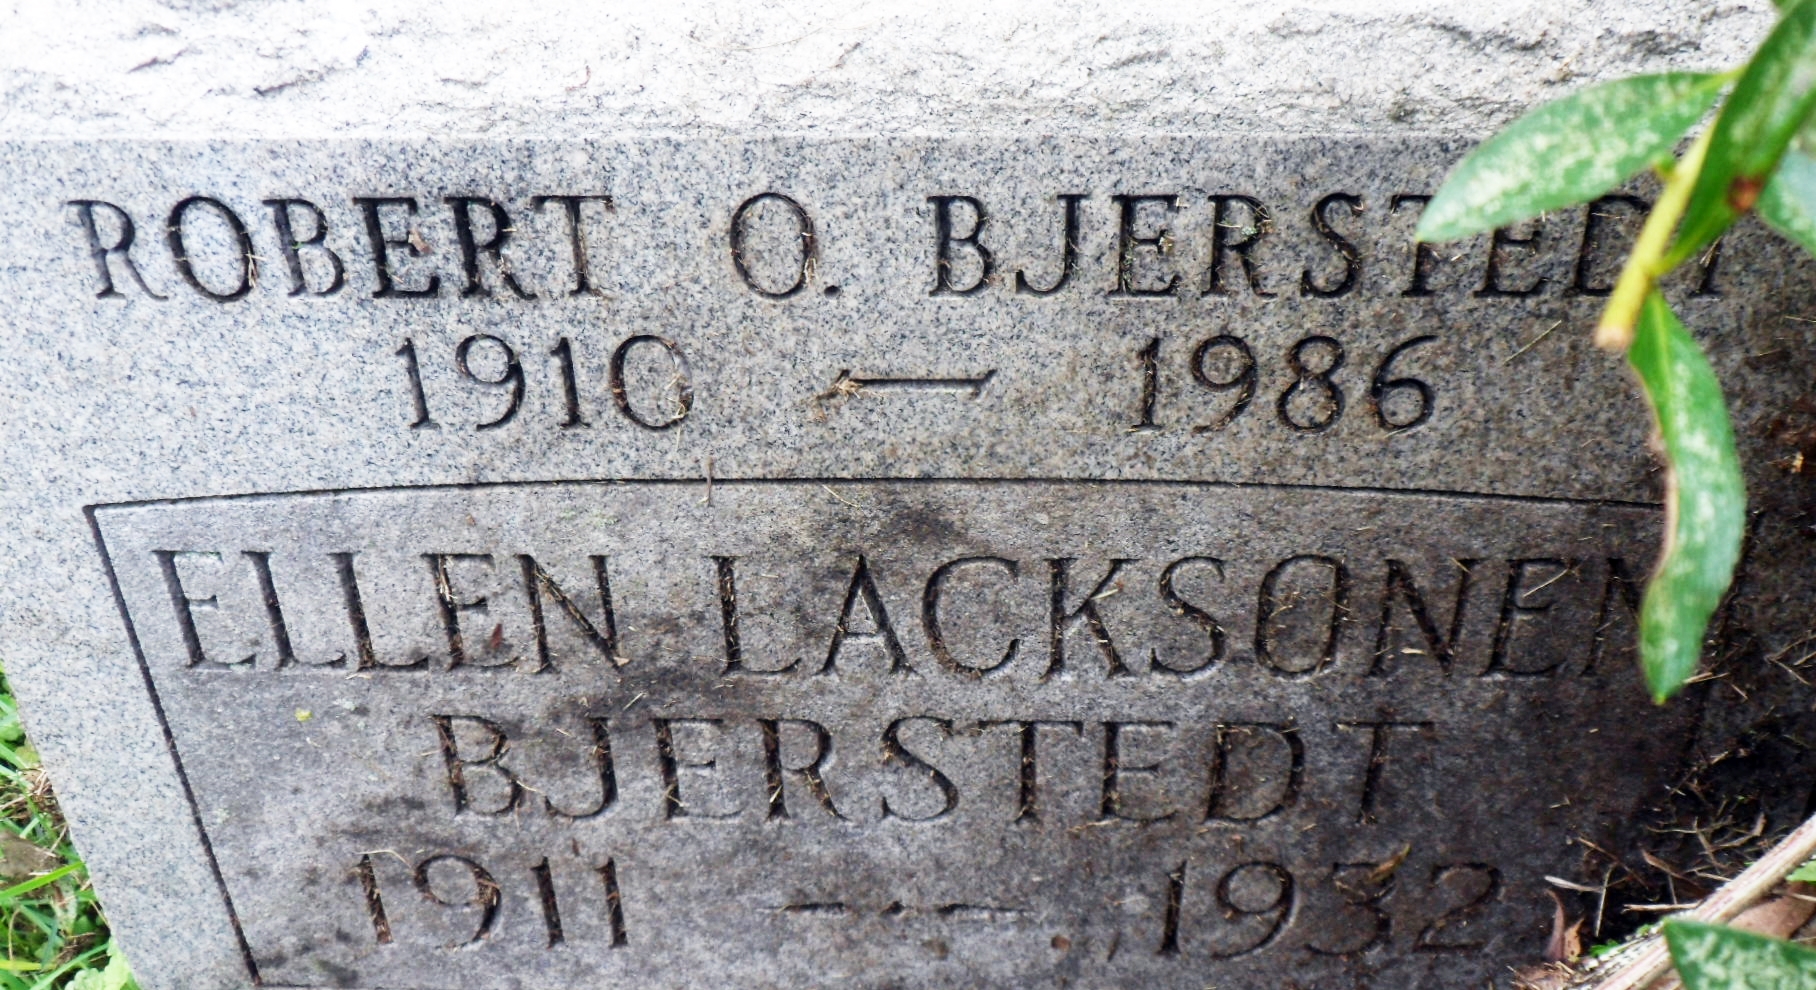 ROBERT O. BJERSTEDT
1910 — 1986
ELLEN LACKSONEN
BJERSTEDT
1911 — 1932